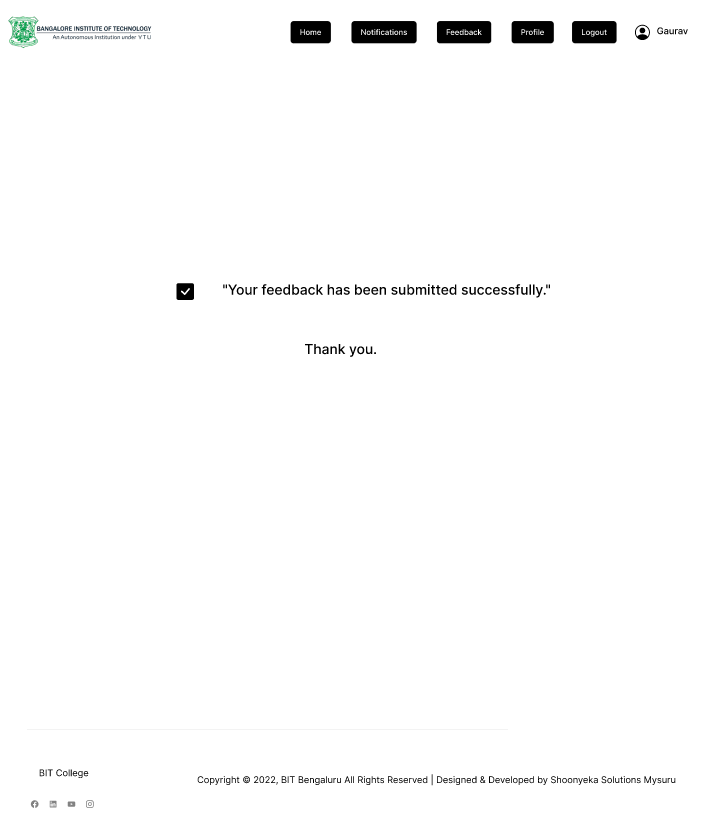 BANGALORE INSTITUTE OF TECHNOLOGY
An Autonomous Institution under V T U
Home Notifications Feedback Profile Logout Gaurav
"Your feedback has been submitted successfully."
Thank you.
BIT College
Copyright © 2022, BIT Bengaluru All Rights Reserved | Designed & Developed by Shoonyeka Solutions Mysuru